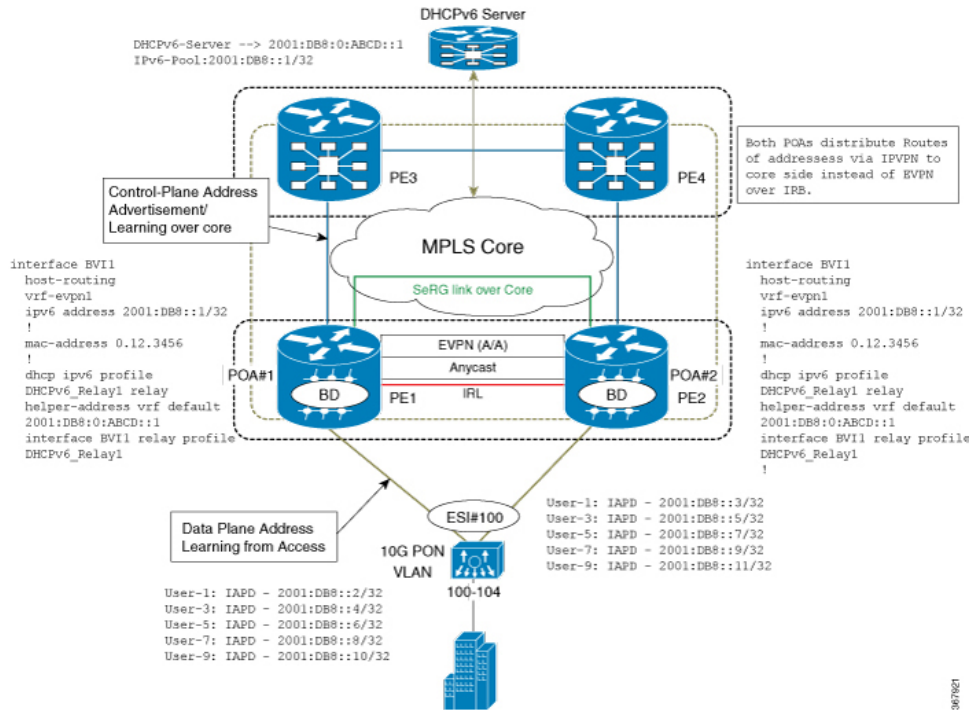 DHCPv6 Server
DHCPv6-Server --> 2001:DB8:0:ABCD::1
IPv6-Pool:2001:DB8::1/32
PE3
PE4
Both POAs distribute Routes
of addressess via IPVPN to
core side instead of EVPN
over IRB.
Control-Plane Address
Advertisement/
Learning over core
MPLS Core
SeRG link over Core
interface BVI1
host-routing
vrf-evpn1
ipv6 address 2001:DB8::1/32
!
mac-address 0.12.3456
!
dhcp ipv6 profile
DHCPv6_Relay1 relay
helper-address vrf default
2001:DB8:0:ABCD::1
interface BVI1 relay profile
DHCPv6_Relay1
POA#1
BD
PE1
EVPN (A/A)
Anycast
IRL
BD
POA#2
PE2
interface BVI1
host-routing
vrf-evpn1
ipv6 address 2001:DB8::1/32
!
mac-address 0.12.3456
!
dhcp ipv6 profile
DHCPv6_Relay1 relay
helper-address vrf default
2001:DB8:0:ABCD::1
interface BVI1 relay profile
DHCPv6_Relay1
!
Data Plane Address
Learning from Access
ESI#100
10G PON
VLAN
100-104
User-1: IAPD - 2001:DB8::3/32
User-3: IAPD - 2001:DB8::5/32
User-5: IAPD - 2001:DB8::7/32
User-7: IAPD - 2001:DB8::9/32
User-9: IAPD - 2001:DB8::11/32
User-1: IAPD - 2001:DB8::2/32
User-3: IAPD - 2001:DB8::4/32
User-5: IAPD - 2001:DB8::6/32
User-7: IAPD - 2001:DB8::8/32
User-9: IAPD - 2001:DB8::10/32
367921